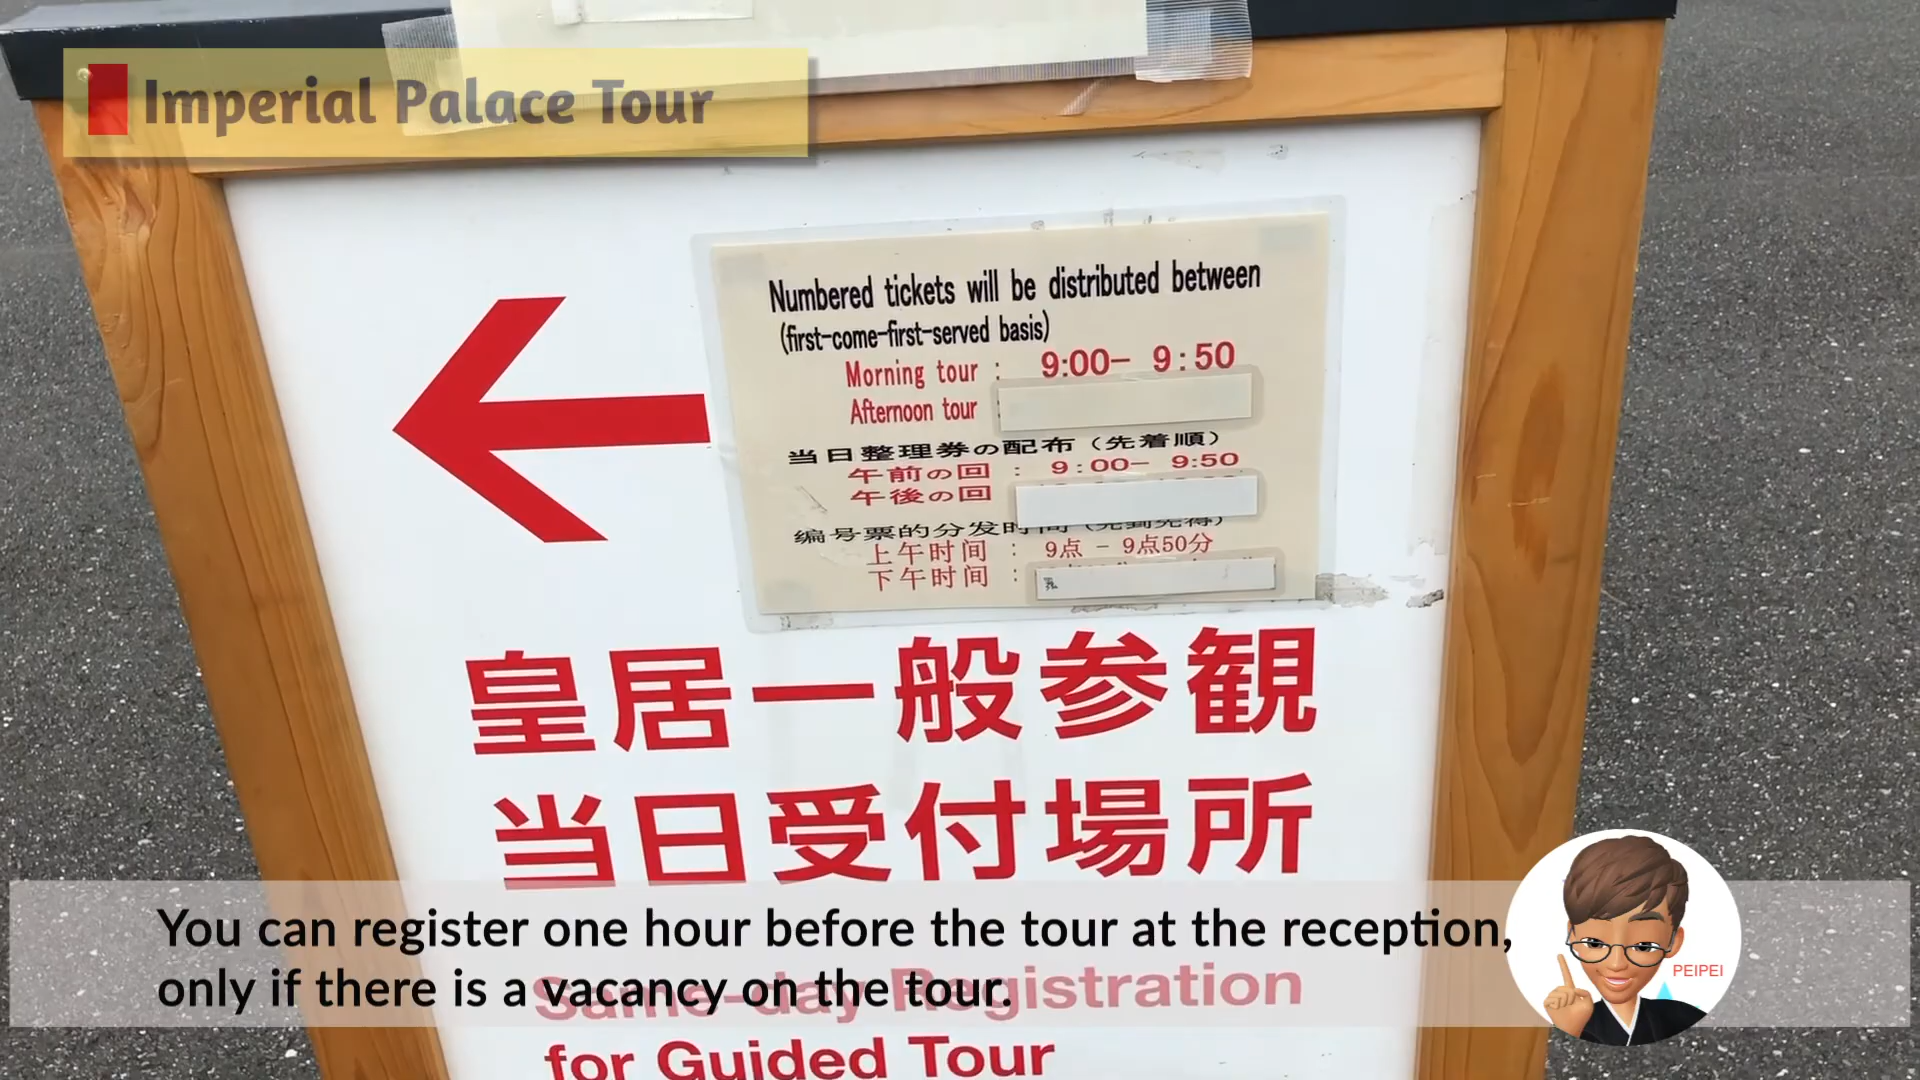 Imperial Palace Tour
Numbered tickets will be distributed between
(first-come-first-served basis)
Morning tour : 9:00- 9:50
Afternoon tour :
当日整理券の配布(先着順)
午前の回 : 9:00- 9:50
午後の回
编号票的分发时间(先到先得)
上午时间 : 9点 - 9点50分
下午时间 :
皇居一般参観
当日受付場所
You can register one hour before the tour at the reception,
only if there is a vacancy on the tour.
PEIPEI
Same-day Registration
for Guided Tour